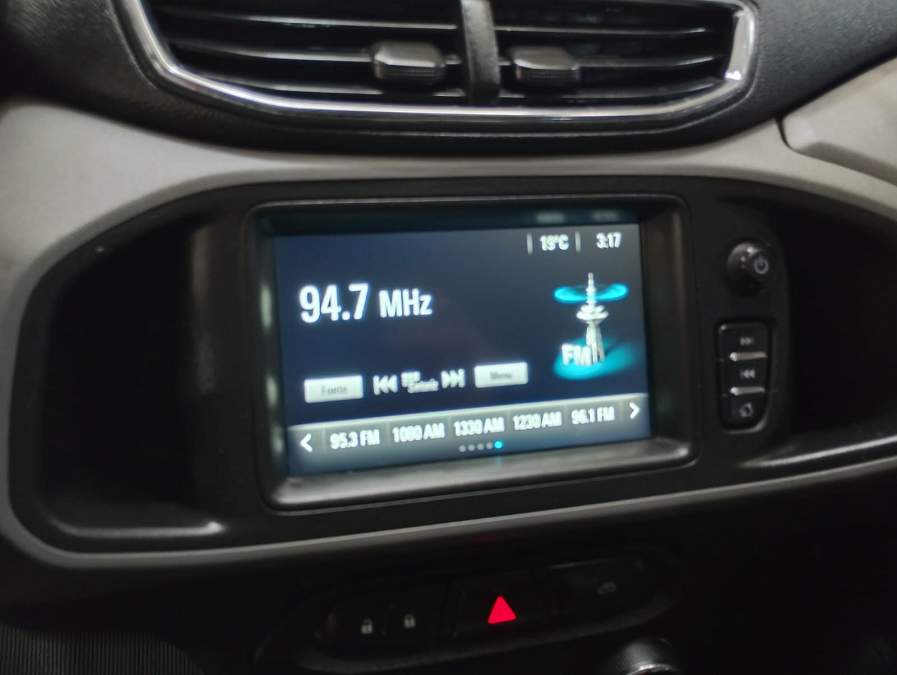 19°C 3:17
94.7 MHz
FM
Fonte Menu
95.3 FM 1080 AM 1330 AM 1230 AM 96.1 FM